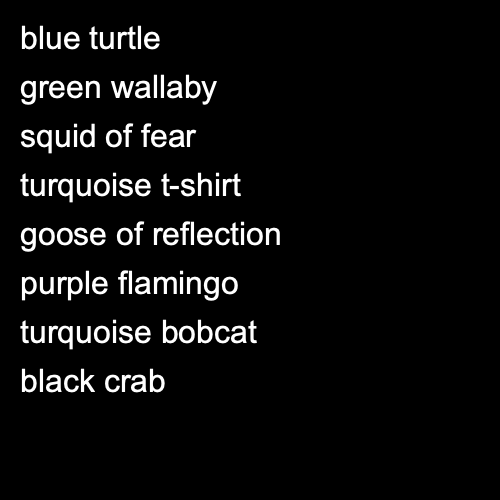 blue turtle
green wallaby
squid of fear
turquoise t-shirt
goose of reflection
purple flamingo
turquoise bobcat
black crab